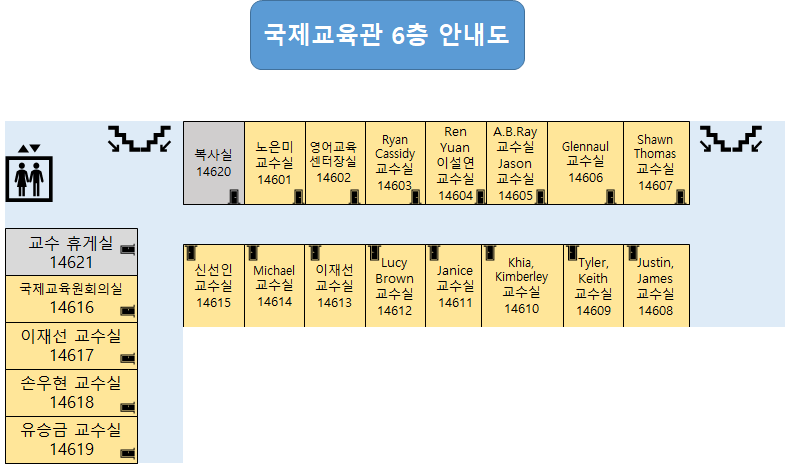 국제교육관 6층 안내도
복사실
14620
노은미
교수실
14601
영어교육
센터장실
14602
Ryan
Cassidy
교수실
14603
Ren
Yuan
이설연
교수실
14604
A.B.Ray
교수실
Jason
교수실
14605
Glennaul
교수실
14606
Shawn
Thomas
교수실
14607
교수 휴게실
14621
국제교육원회의실
14616
이재선 교수실
14617
손우현 교수실
14618
유승금 교수실
14619
신선인
교수실
14615
Michael
교수실
14614
이재선
교수실
14613
Lucy
Brown
교수실
14612
Janice
교수실
14611
Khia,
Kimberley
교수실
14610
Tyler,
Keith
교수실
14609
Justin,
James
교수실
14608